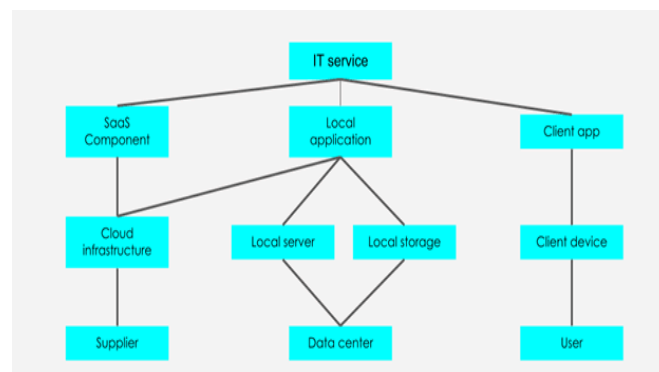 IT service
SaaS
Component
Local
application
Client app
Cloud
infrastructure
Local server
Local storage
Client device
Supplier
Data center
User